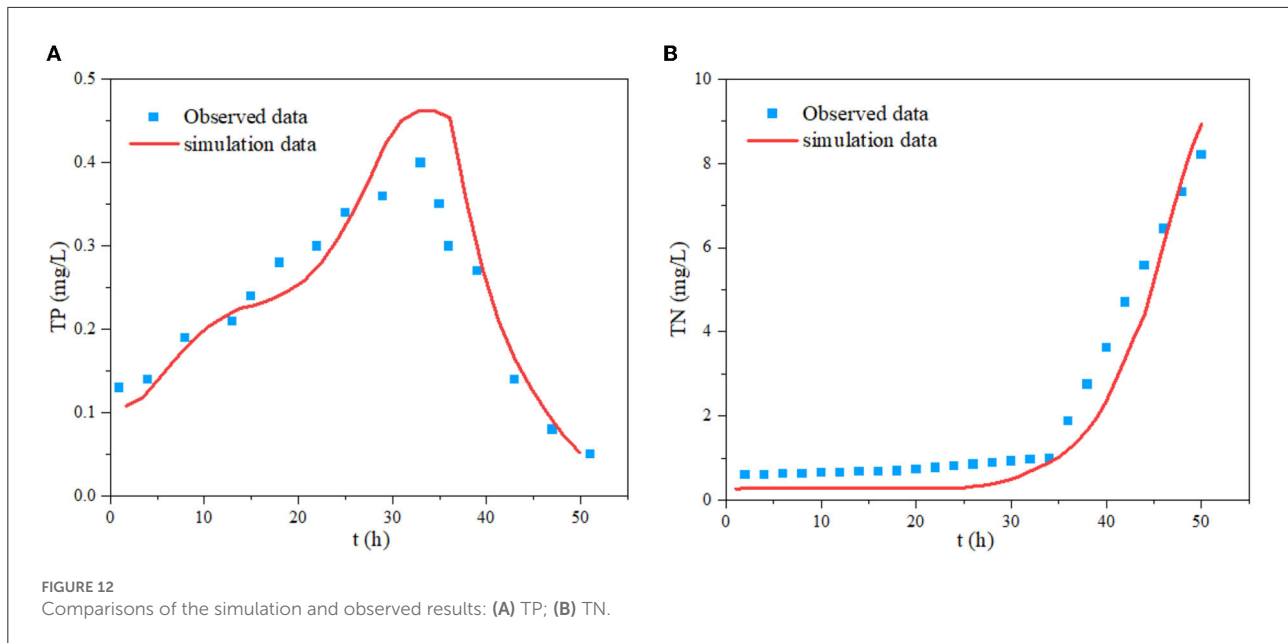 A
0.5
0.4
0.3
0.2
0.1
0.0
TP (mg/L)
Observed data
simulation data
0 10 20 30 40 50
t (h)
B
10
8
6
4
2
0
TN (mg/L)
Observed data
simulation data
0 10 20 30 40 50
t (h)
FIGURE 12
Comparisons of the simulation and observed results: (A) TP; (B) TN.